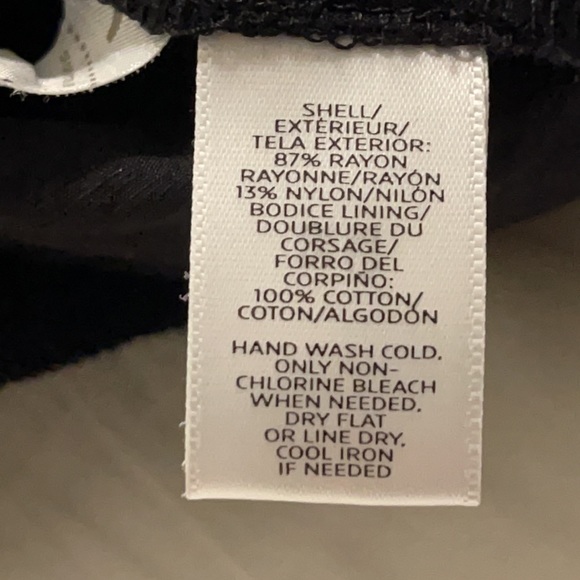 SHELL/
EXTÉRIEUR/
TELA EXTERIOR:
87% RAYON
RAYONNE/RAYÓN
13% NYLON/NILÓN
BODICE LINING/
DOUBLURE DU
CORSAGE/
FORRO DEL
CORPIÑO:
100% COTTON/
COTON/ALGODÓN
HAND WASH COLD.
ONLY NON-
CHLORINE BLEACH
WHEN NEEDED.
DRY FLAT
OR LINE DRY.
COOL IRON
IF NEEDED